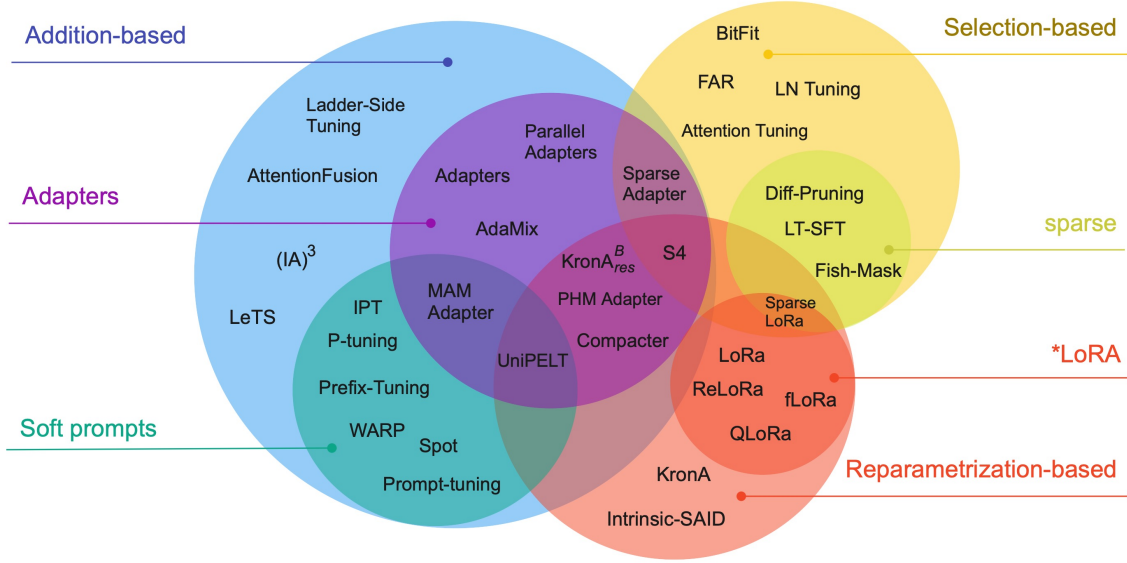 Addition-based
Selection-based
BitFit
FAR
LN Tuning
Ladder-Side
Tuning
Parallel
Adapters
Attention Tuning
AttentionFusion
Adapters
Sparse
Adapter
Adapters
Diff-Pruning
AdaMix
LT-SFT
sparse
(IA)³
KronA^B_res
S4
Fish-Mask
MAM
Adapter
PHM Adapter
IPT
LeTS
Sparse
LoRa
P-tuning
Compacter
UniPELT
LoRa
*LoRA
Prefix-Tuning
ReLoRa
fLoRa
Soft prompts
WARP
Spot
QLoRa
Prompt-tuning
KronA
Reparametrization-based
Intrinsic-SAID